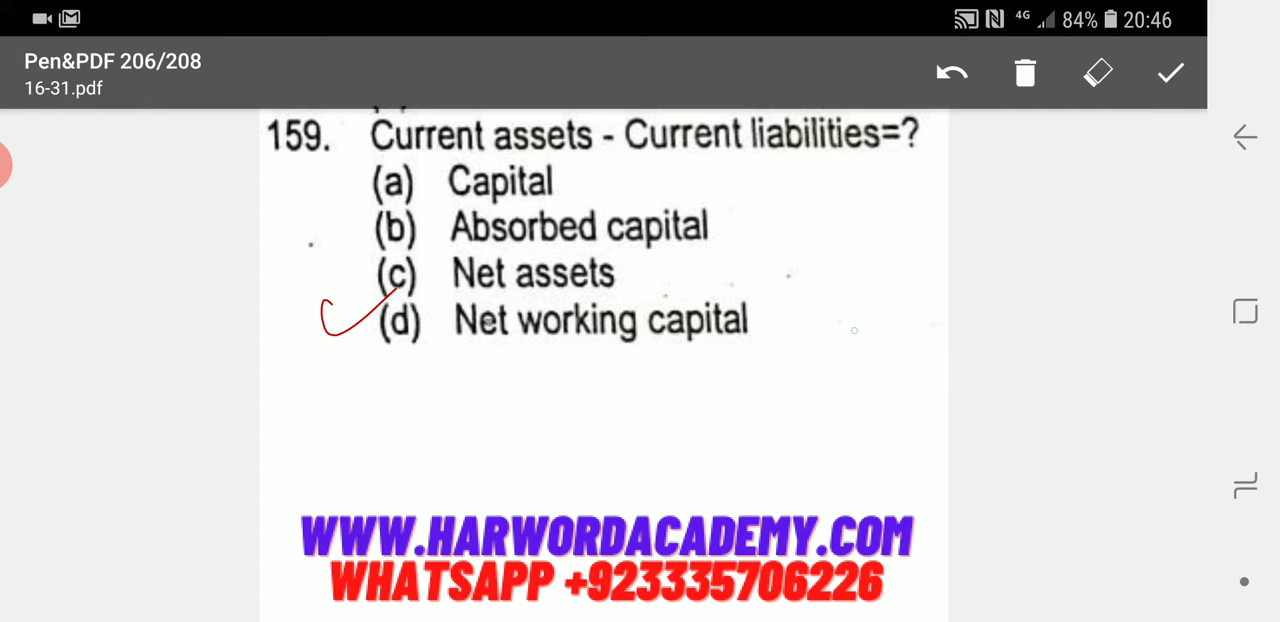 4G 84% 20:46
Pen&PDF 206/208
16-31.pdf
159. Current assets - Current liabilities=?
(a) Capital
(b) Absorbed capital
(c) Net assets
(d) Net working capital
WWW.HARWORDACADEMY.COM
WHATSAPP +923335706226